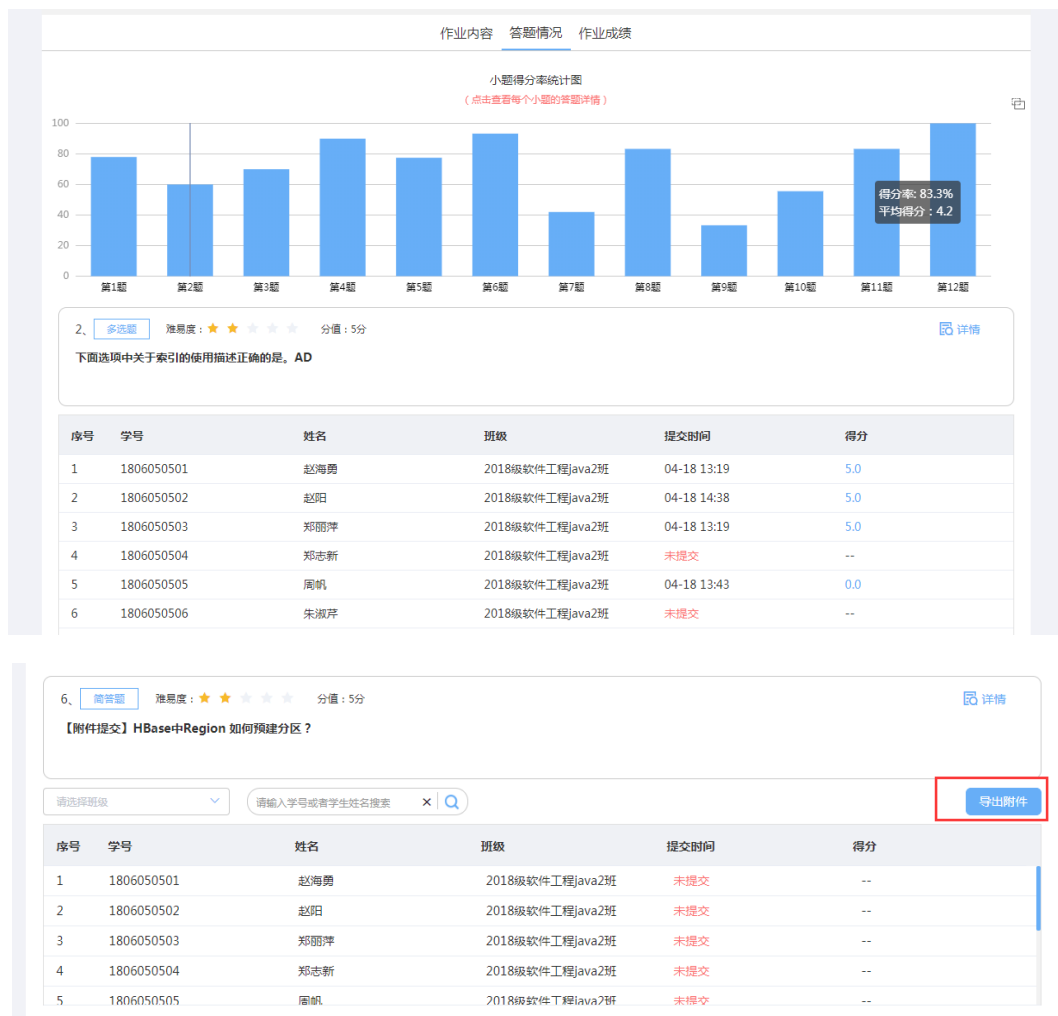 作业内容 答题情况 作业成绩
小题得分率统计图
(点击查看每个小题的答题详情)
100
80
60
40
20
0
得分率: 83.3%
平均得分：4.2
第1题 第2题 第3题 第4题 第5题 第6题 第7题 第8题 第9题 第10题 第11题 第12题
2、 多选题 难易度： 分值：5分 详情
下面选项中关于索引的使用描述正确的是。AD
序号 学号 姓名 班级 提交时间 得分
1 1806050501 赵海勇 2018级软件工程java2班 04-18 13:19 5.0
2 1806050502 赵阳 2018级软件工程java2班 04-18 14:38 5.0
3 1806050503 郑丽萍 2018级软件工程java2班 04-18 13:19 5.0
4 1806050504 郑志新 2018级软件工程java2班 未提交 --
5 1806050505 周帆 2018级软件工程java2班 04-18 13:43 0.0
6 1806050506 朱淑芹 2018级软件工程java2班 未提交 --
6、 简答题 难易度： 分值：5分 详情
【附件提交】HBase中Region 如何预建分区？
请选择班级 请输入学号或者学生姓名搜索 导出附件
序号 学号 姓名 班级 提交时间 得分
1 1806050501 赵海勇 2018级软件工程java2班 未提交 --
2 1806050502 赵阳 2018级软件工程java2班 未提交 --
3 1806050503 郑丽萍 2018级软件工程java2班 未提交 --
4 1806050504 郑志新 2018级软件工程java2班 未提交 --
5 1806050505 周帆 2018级软件工程java2班 未提交 --